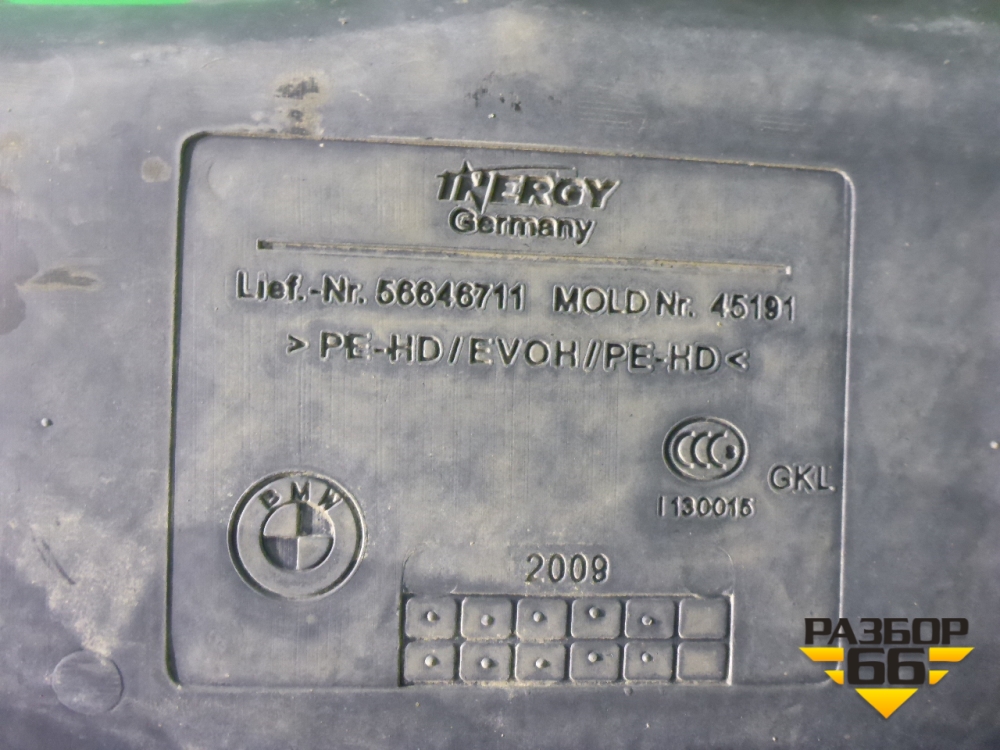 INERGY
Germany
Lief.-Nr. 56646711 MOLD Nr. 45191
>PE-HD/EVOH//PE-HD<
CCC S
GKL
I130015
BMW
2009
РАЗБОР
66